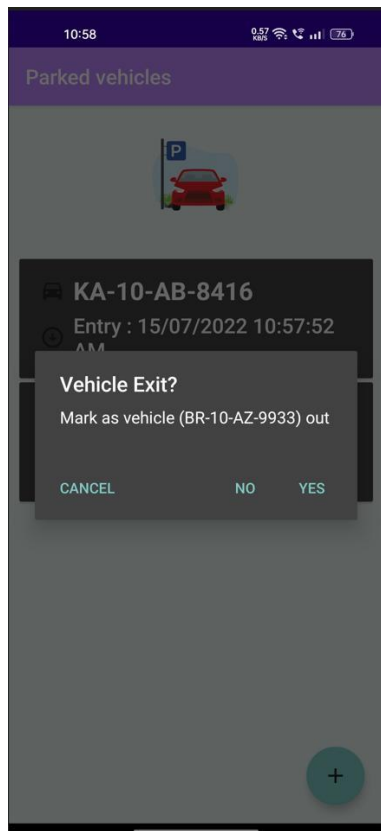 10:58
0.57
KB/S
76
Parked vehicles
P
KA-10-AB-8416
Entry : 15/07/2022 10:57:52
AM
Vehicle Exit?
Mark as vehicle (BR-10-AZ-9933) out
CANCEL NO YES
+